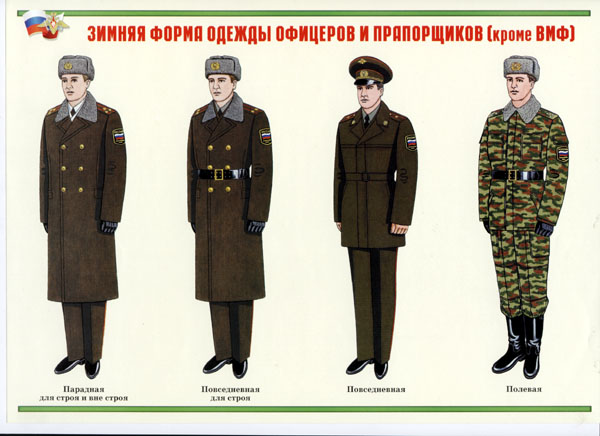 ЗИМНЯЯ ФОРМА ОДЕЖДЫ ОФИЦЕРОВ И ПРАПОРЩИКОВ (кроме ВМФ)
Парадная
для строя и вне строя
Повседневная
для строя
Повседневная
Полевая